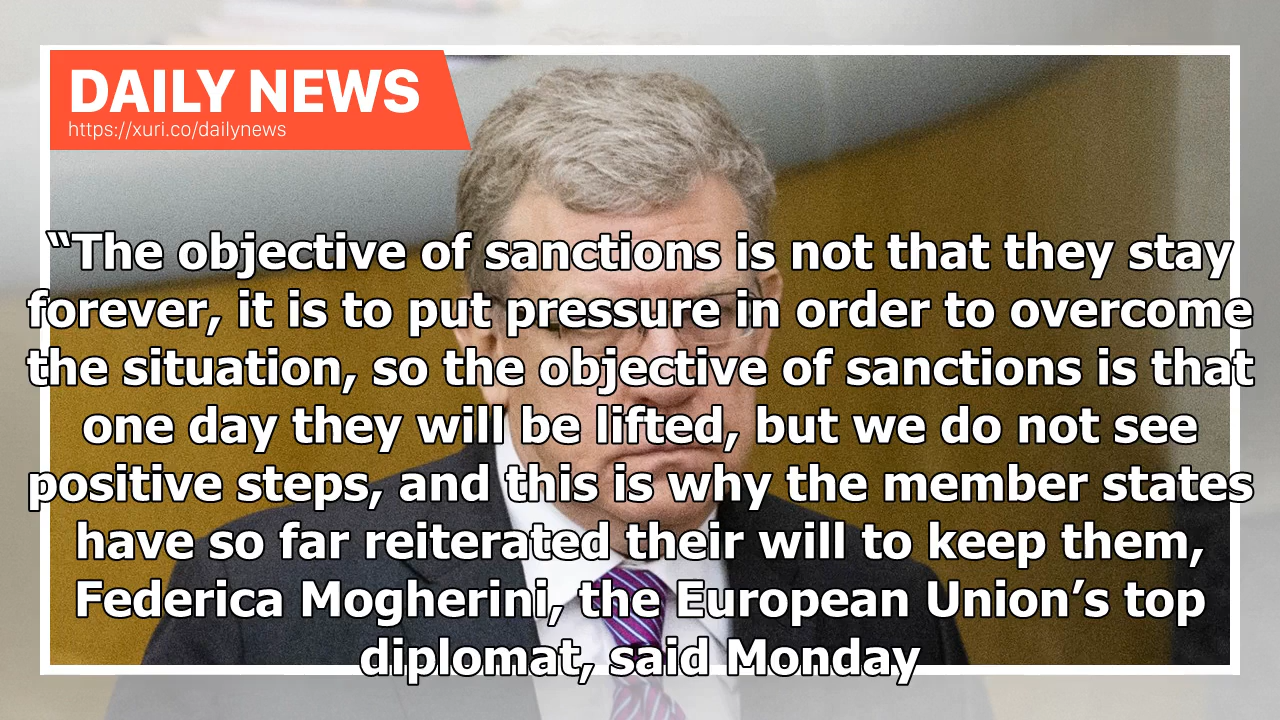 DAILY NEWS
https://xuri.co/dailynews
“The objective of sanctions is not that they stay
forever, it is to put pressure in order to overcome
the situation, so the objective of sanctions is that
one day they will be lifted, but we do not see
positive steps, and this is why the member states
have so far reiterated their will to keep them,
Federica Mogherini, the European Union’s top
diplomat, said Monday